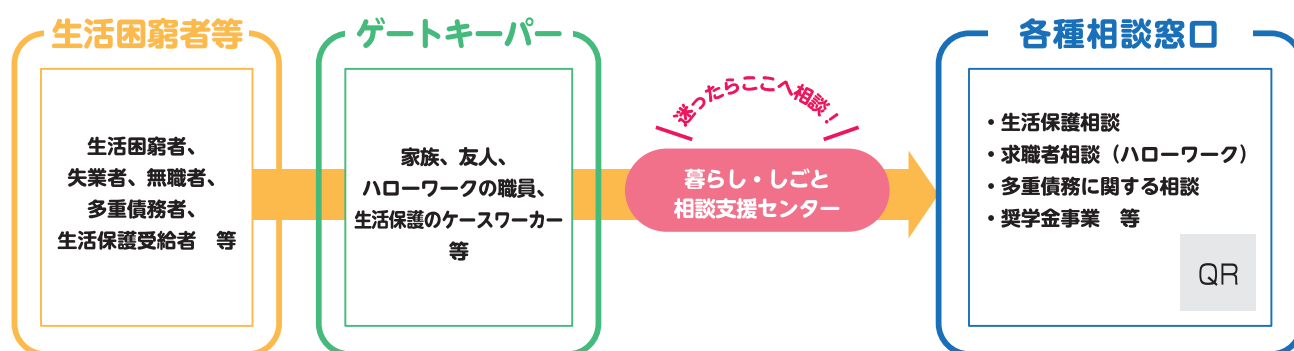 生活困窮者等
生活困窮者、
失業者、無職者、
多重債務者、
生活保護受給者　等
ゲートキーパー
家族、友人、
ハローワークの職員、
生活保護のケースワーカー
等
迷ったらここへ相談！
暮らし・しごと
相談支援センター
各種相談窓口
・生活保護相談
・求職者相談（ハローワーク）
・多重債務に関する相談
・奨学金事業　等
QR